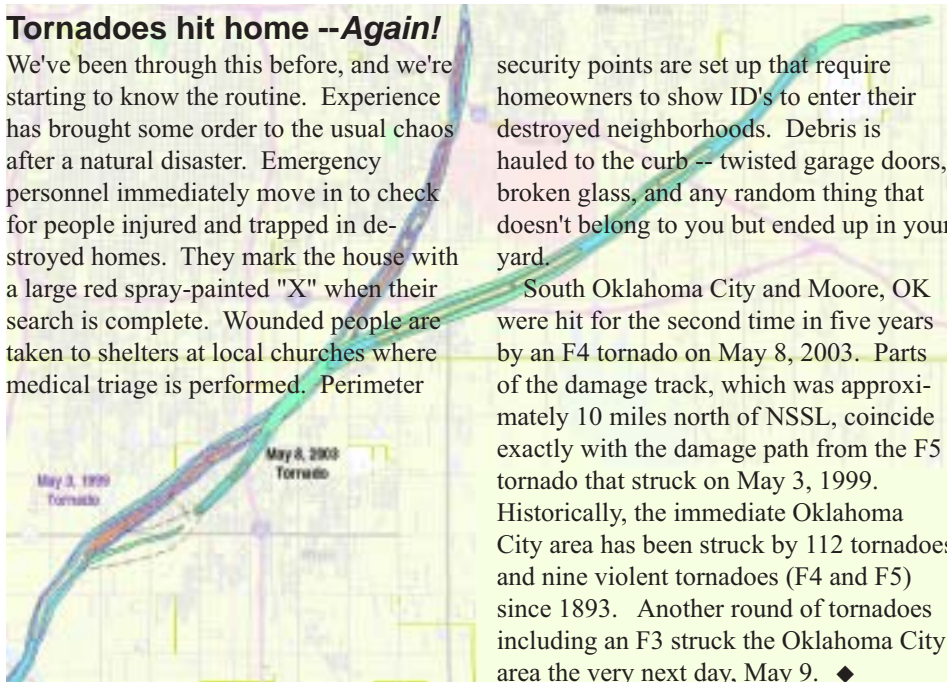 Tornadoes hit home --Again!
We've been through this before, and we're
starting to know the routine.  Experience
has brought some order to the usual chaos
after a natural disaster.  Emergency
personnel immediately move in to check
for people injured and trapped in de-
stroyed homes.  They mark the house with
a large red spray-painted "X" when their
search is complete.  Wounded people are
taken to shelters at local churches where
medical triage is performed.  Perimeter
security points are set up that require
homeowners to show ID's to enter their
destroyed neighborhoods.  Debris is
hauled to the curb -- twisted garage doors,
broken glass, and any random thing that
doesn't belong to you but ended up in your
yard.
South Oklahoma City and Moore, OK
were hit for the second time in five years
by an F4 tornado on May 8, 2003.  Parts
of the damage track, which was approxi-
mately 10 miles north of NSSL, coincide
exactly with the damage path from the F5
tornado that struck on May 3, 1999.
Historically, the immediate Oklahoma
City area has been struck by 112 tornadoes
and nine violent tornadoes (F4 and F5)
since 1893.   Another round of tornadoes
including an F3 struck the Oklahoma City
area the very next day, May 9.  ◆
May 8, 2003
Tornado
May 3, 1999
Tornado